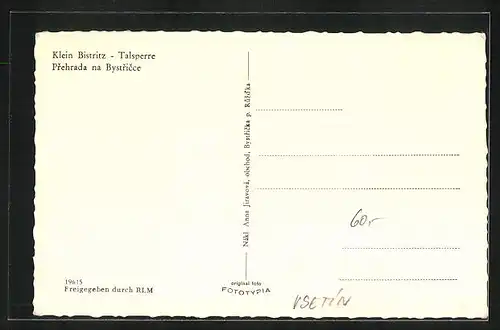 Klein Bistritz - Talsperre
Přehrada na Bystřičce
Nákl. Anna Jiravová, obchod, Bystřička p. Růžďka
60,-
19615
Freigegeben durch RLM
original foto
FOTOTYPIA
VSETÍN